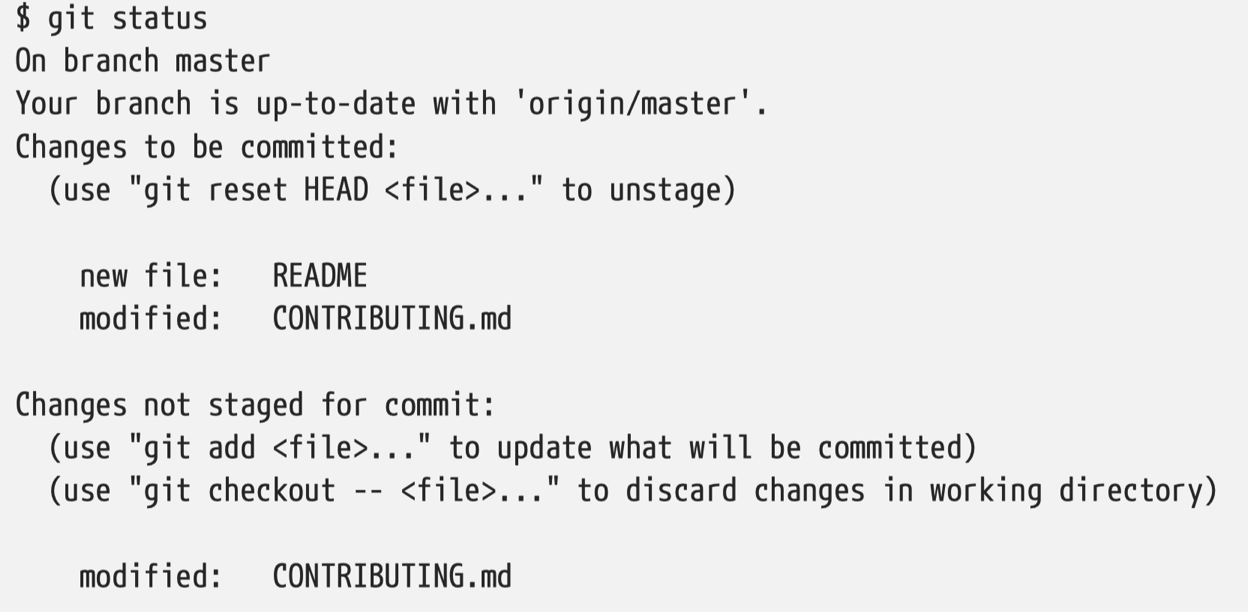 $ git status
On branch master
Your branch is up-to-date with 'origin/master'.
Changes to be committed:
  (use "git reset HEAD <file>..." to unstage)

    new file:   README
    modified:   CONTRIBUTING.md

Changes not staged for commit:
  (use "git add <file>..." to update what will be committed)
  (use "git checkout -- <file>..." to discard changes in working directory)

    modified:   CONTRIBUTING.md